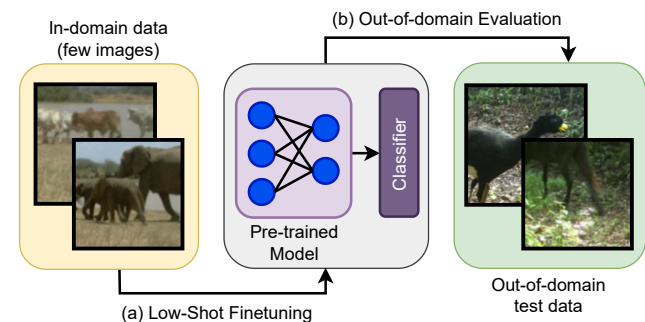 (b) Out-of-domain Evaluation
In-domain data
(few images)
Classifier
Pre-trained
Model
Out-of-domain
test data
(a) Low-Shot Finetuning